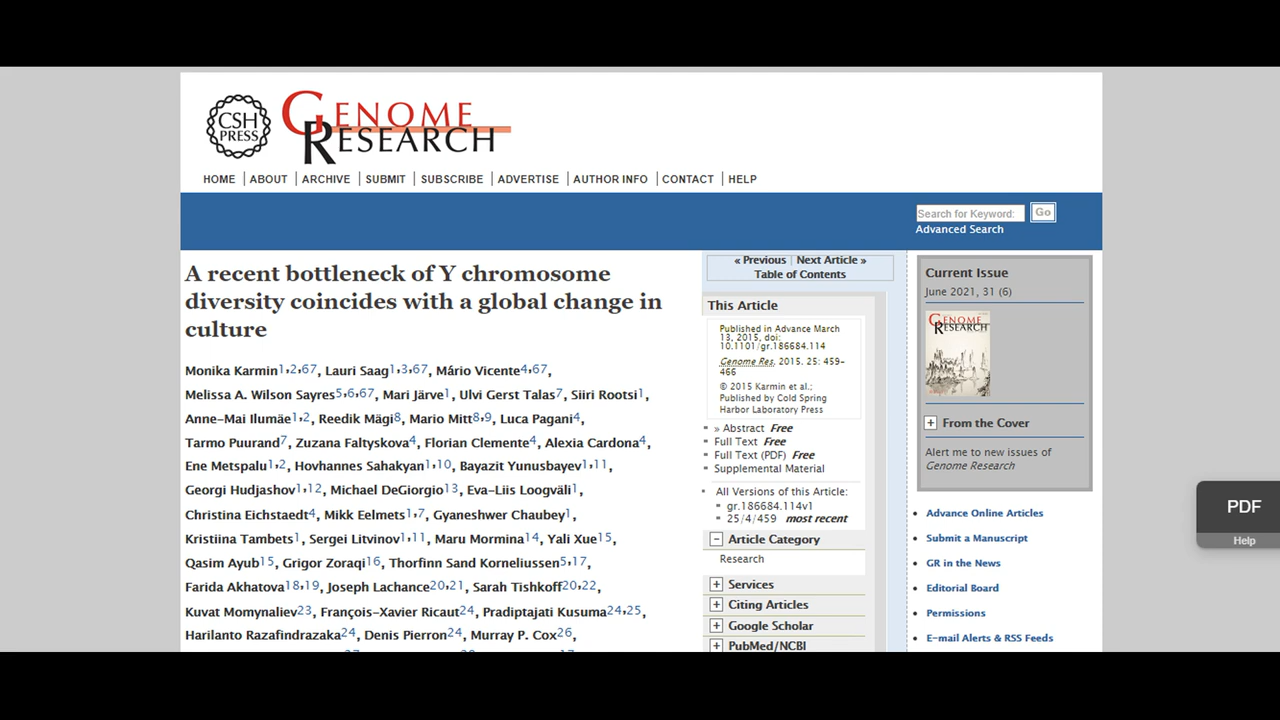 CSH
PRESS
GENOME
RESEARCH
HOME ABOUT ARCHIVE SUBMIT SUBSCRIBE ADVERTISE AUTHOR INFO CONTACT HELP
Search for Keyword:
Go
Advanced Search
A recent bottleneck of Y chromosome
diversity coincides with a global change in
culture
Monika Karmin1,2,67, Lauri Saag1,3,67, Mário Vicente4,67,
Melissa A. Wilson Sayres5,6,67, Mari Järve1, Ulvi Gerst Talas7, Siiri Rootsi1,
Anne-Mai Ilumäe1,2, Reedik Mägi8, Mario Mitt8,9, Luca Pagani4,
Tarmo Puurand7, Zuzana Faltyskova4, Florian Clemente4, Alexia Cardona4,
Ene Metspalu1,2, Hovhannes Sahakyan1,10, Bayazit Yunusbayev1,11,
Georgi Hudjashov1,12, Michael DeGiorgio13, Eva-Liis Loogväli1,
Christina Eichstaedt4, Mikk Eelmets1,7, Gyaneshwer Chaubey1,
Kristiina Tambets1, Sergei Litvinov1,11, Maru Mormina14, Yali Xue15,
Qasim Ayub15, Grigor Zoraqi16, Thorfinn Sand Korneliussen5,17,
Farida Akhatova18,19, Joseph Lachance20,21, Sarah Tishkoff20,22,
Kuvat Momynaliev23, François-Xavier Ricaut24, Pradiptajati Kusuma24,25,
Harilanto Razafindrazaka24, Denis Pierron24, Murray P. Cox26,
« Previous | Next Article »
Table of Contents
This Article
Published in Advance March
13, 2015, doi:
10.1101/gr.186684.114
Genome Res. 2015. 25: 459-
466
© 2015 Karmin et al.;
Published by Cold Spring
Harbor Laboratory Press
» Abstract Free
Full Text Free
Full Text (PDF) Free
Supplemental Material
All Versions of this Article:
gr.186684.114v1
25/4/459 most recent
Article Category
Research
Services
Citing Articles
Google Scholar
PubMed/NCBI
Current Issue
June 2021, 31 (6)
GENOME
RESEARCH
From the Cover
Alert me to new issues of
Genome Research
Advance Online Articles
Submit a Manuscript
GR in the News
Editorial Board
Permissions
E-mail Alerts & RSS Feeds
PDF
Help